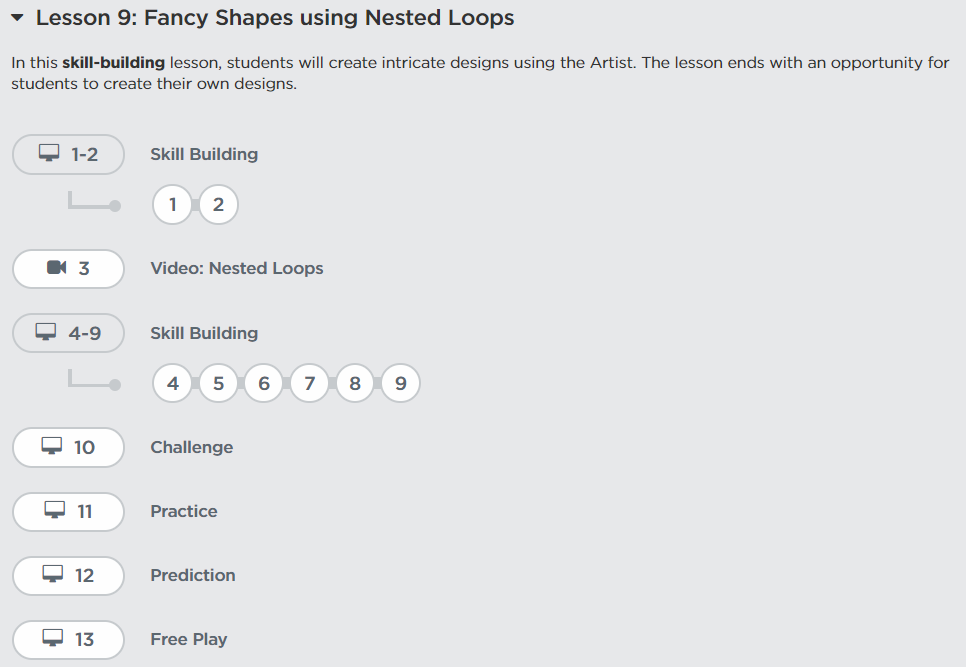 Lesson 9: Fancy Shapes using Nested Loops
In this skill-building lesson, students will create intricate designs using the Artist. The lesson ends with an opportunity for
students to create their own designs.
1-2 Skill Building
1 2
3 Video: Nested Loops
4-9 Skill Building
4 5 6 7 8 9
10 Challenge
11 Practice
12 Prediction
13 Free Play